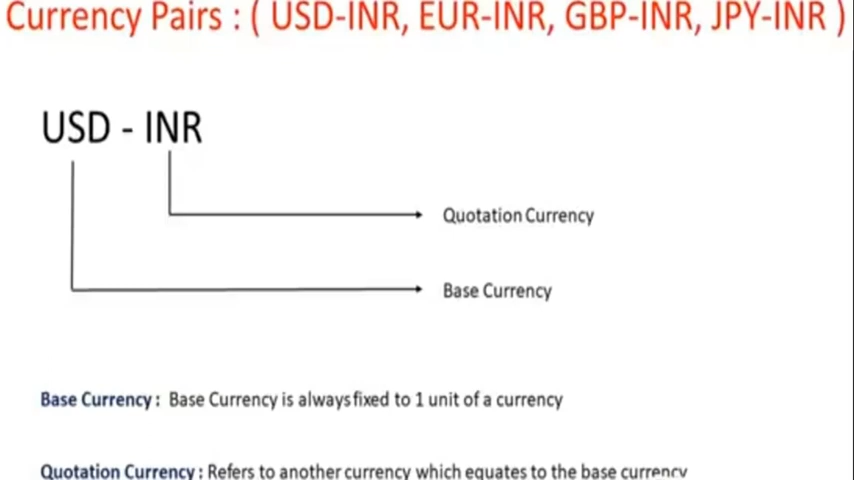 Currency Pairs : ( USD-INR, EUR-INR, GBP-INR, JPY-INR )
USD - INR
Quotation Currency
Base Currency
Base Currency : Base Currency is always fixed to 1 unit of a currency
Quotation Currency : Refers to another currency which equates to the base currency